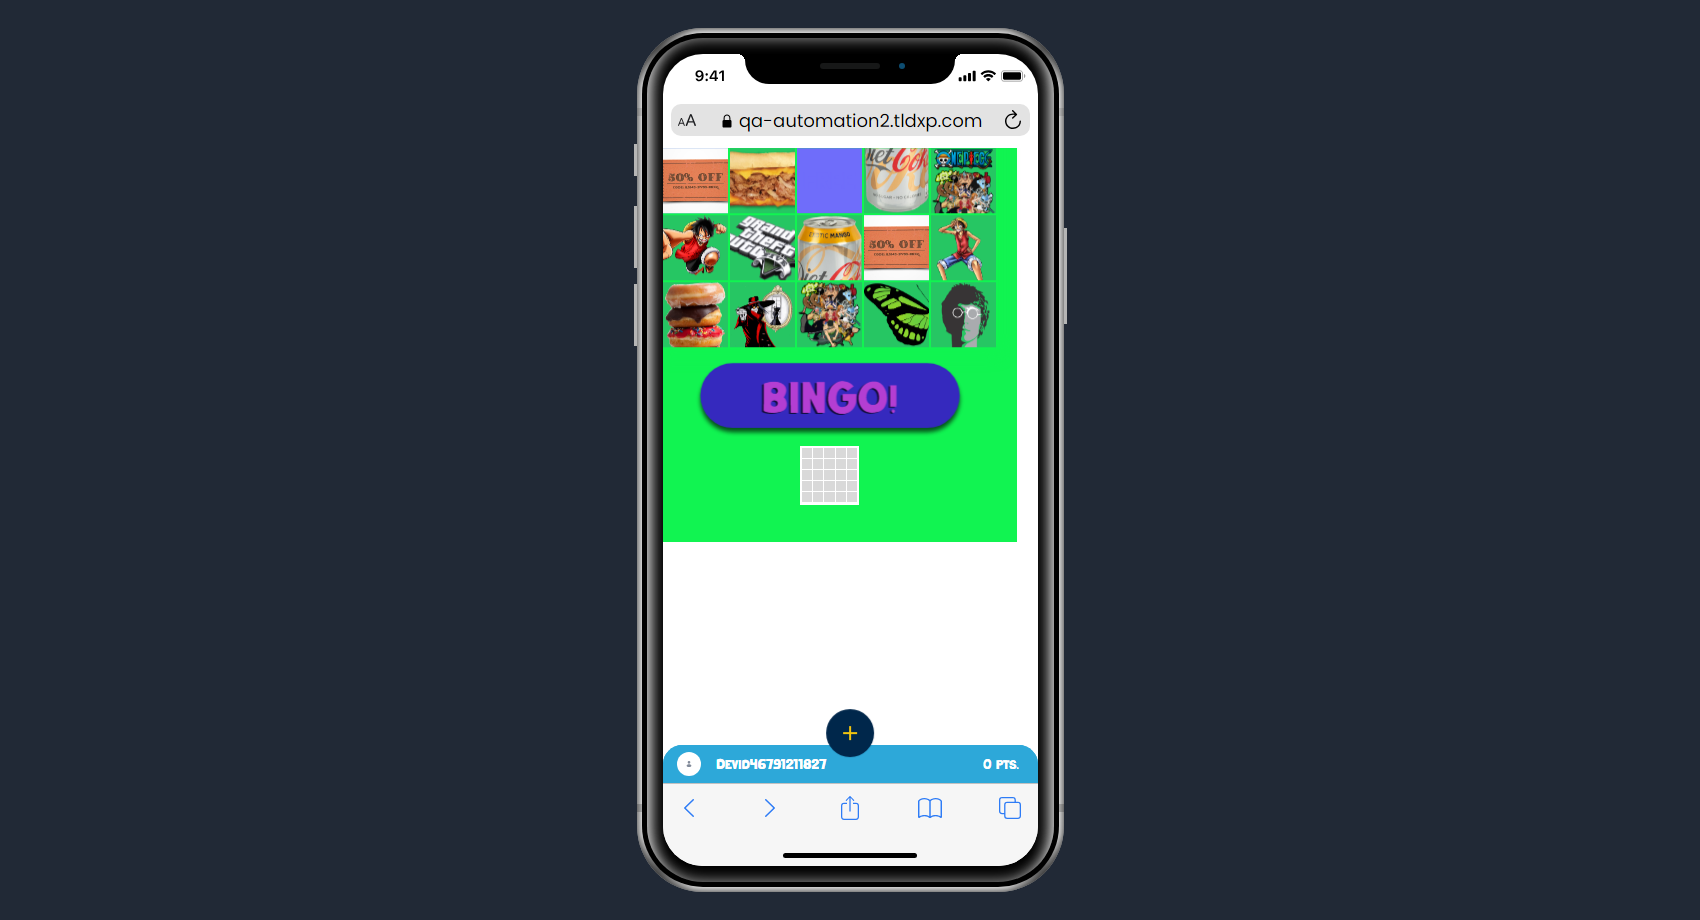 9:41
AA qa-automation2.tldxp.com
50% OFF
Diet Coke
ONE PIECE
grand
theft
auto
IV
EXOTIC MANGO
Diet C
50% OFF
BINGO!
+
Devid46791211827 0 PTS.